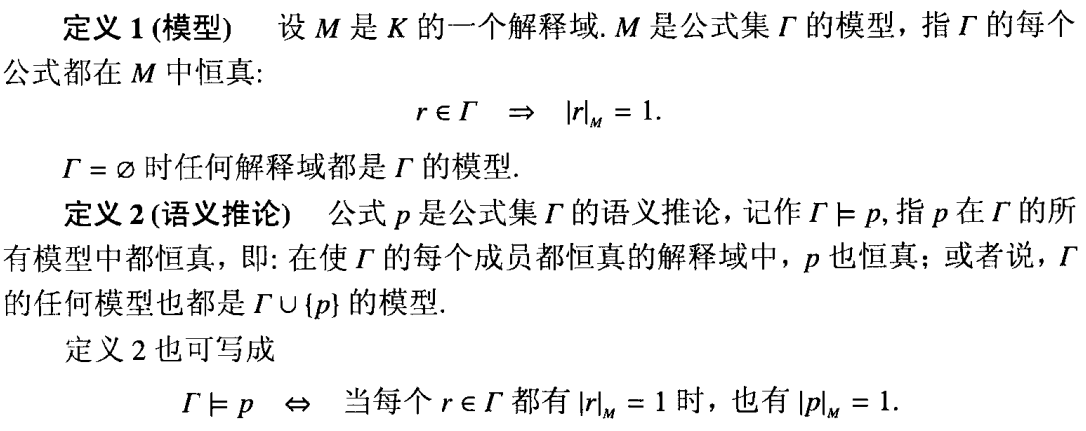 定义 1 (模型) 设 M 是 K 的一个解释域. M 是公式集 Γ 的模型，指 Γ 的每个
公式都在 M 中恒真:
r ∈ Γ ⇒ |r|_M = 1.
Γ = ∅ 时任何解释域都是 Γ 的模型.
定义 2 (语义推论) 公式 p 是公式集 Γ 的语义推论，记作 Γ ⊨ p, 指 p 在 Γ 的所
有模型中都恒真，即: 在使 Γ 的每个成员都恒真的解释域中，p 也恒真；或者说，Γ
的任何模型也都是 Γ ∪ {p} 的模型.
定义 2 也可写成
Γ ⊨ p ⇔ 当每个 r ∈ Γ 都有 |r|_M = 1 时，也有 |p|_M = 1.